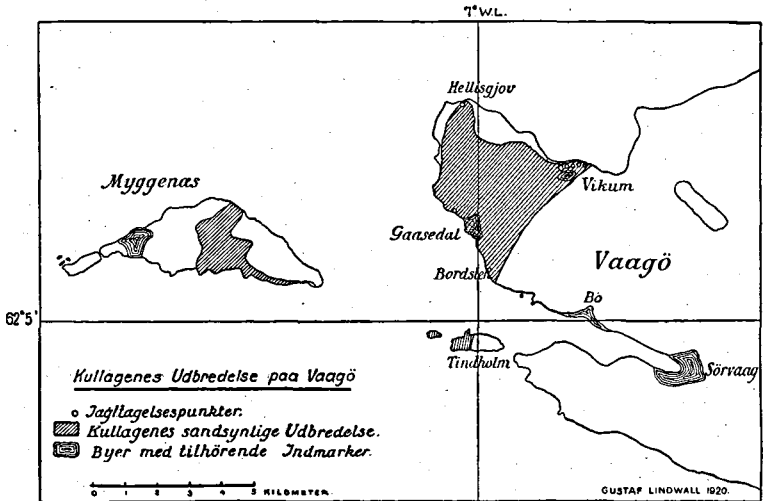 7° W.L.
Hellisgjov
Myggenæs
Vikum
Gaasedal
Vaagö
Bordslen
Bö
62° 5'
Tindholm
Sörvaag
Kullagenes Udbredelse paa Vaagö
Jagttagelsespunkter.
Kullagenes sandsynlige Udbredelse.
Byer med tilhörende Indmarker.
0 1 2 3 4 5 KILOMETER.
GUSTAF LINDWALL 1920.